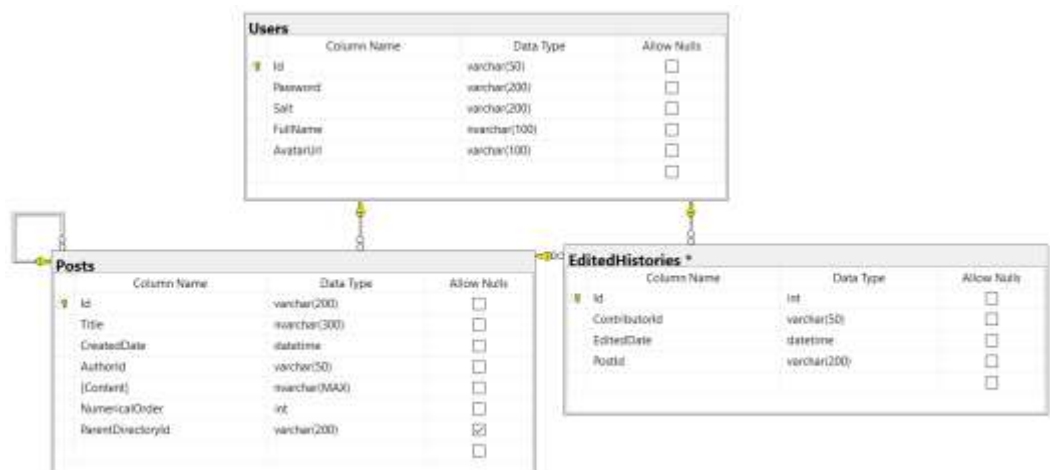 Users
Column Name Data Type Allow Nulls
Id varchar(50)
Password varchar(200)
Salt varchar(200)
FullName nvarchar(100)
AvatarUrl varchar(100)
Posts
Column Name Data Type Allow Nulls
Id varchar(200)
Title nvarchar(300)
CreatedDate datetime
AuthorId varchar(50)
[Content] nvarchar(MAX)
NumericalOrder int
ParentDirectoryId varchar(200)
EditedHistories *
Column Name Data Type Allow Nulls
Id int
ContributorId varchar(50)
EditedDate datetime
PostId varchar(200)